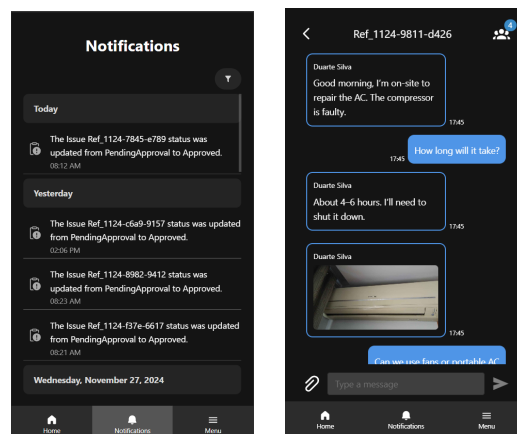 Notifications
Today
The Issue Ref_1124-7845-e789 status was
updated from PendingApproval to Approved.
08:12 AM
Yesterday
The Issue Ref_1124-c6a9-9157 status was updated
from PendingApproval to Approved.
02:06 PM
The Issue Ref_1124-8982-9412 status was
updated from PendingApproval to Approved.
08:23 AM
The Issue Ref_1124-f37e-6617 status was updated
from PendingApproval to Approved.
08:21 AM
Wednesday, November 27, 2024
Home
Notifications
Menu
Ref_1124-9811-d426
4
Duarte Silva
Good morning, I'm on-site to
repair the AC. The compressor
is faulty.
17:45
How long will it take?
17:45
Duarte Silva
About 4–6 hours. I'll need to
shut it down.
17:45
Duarte Silva
17:45
Can we use fans or portable AC
Type a message
Home
Notifications
Menu